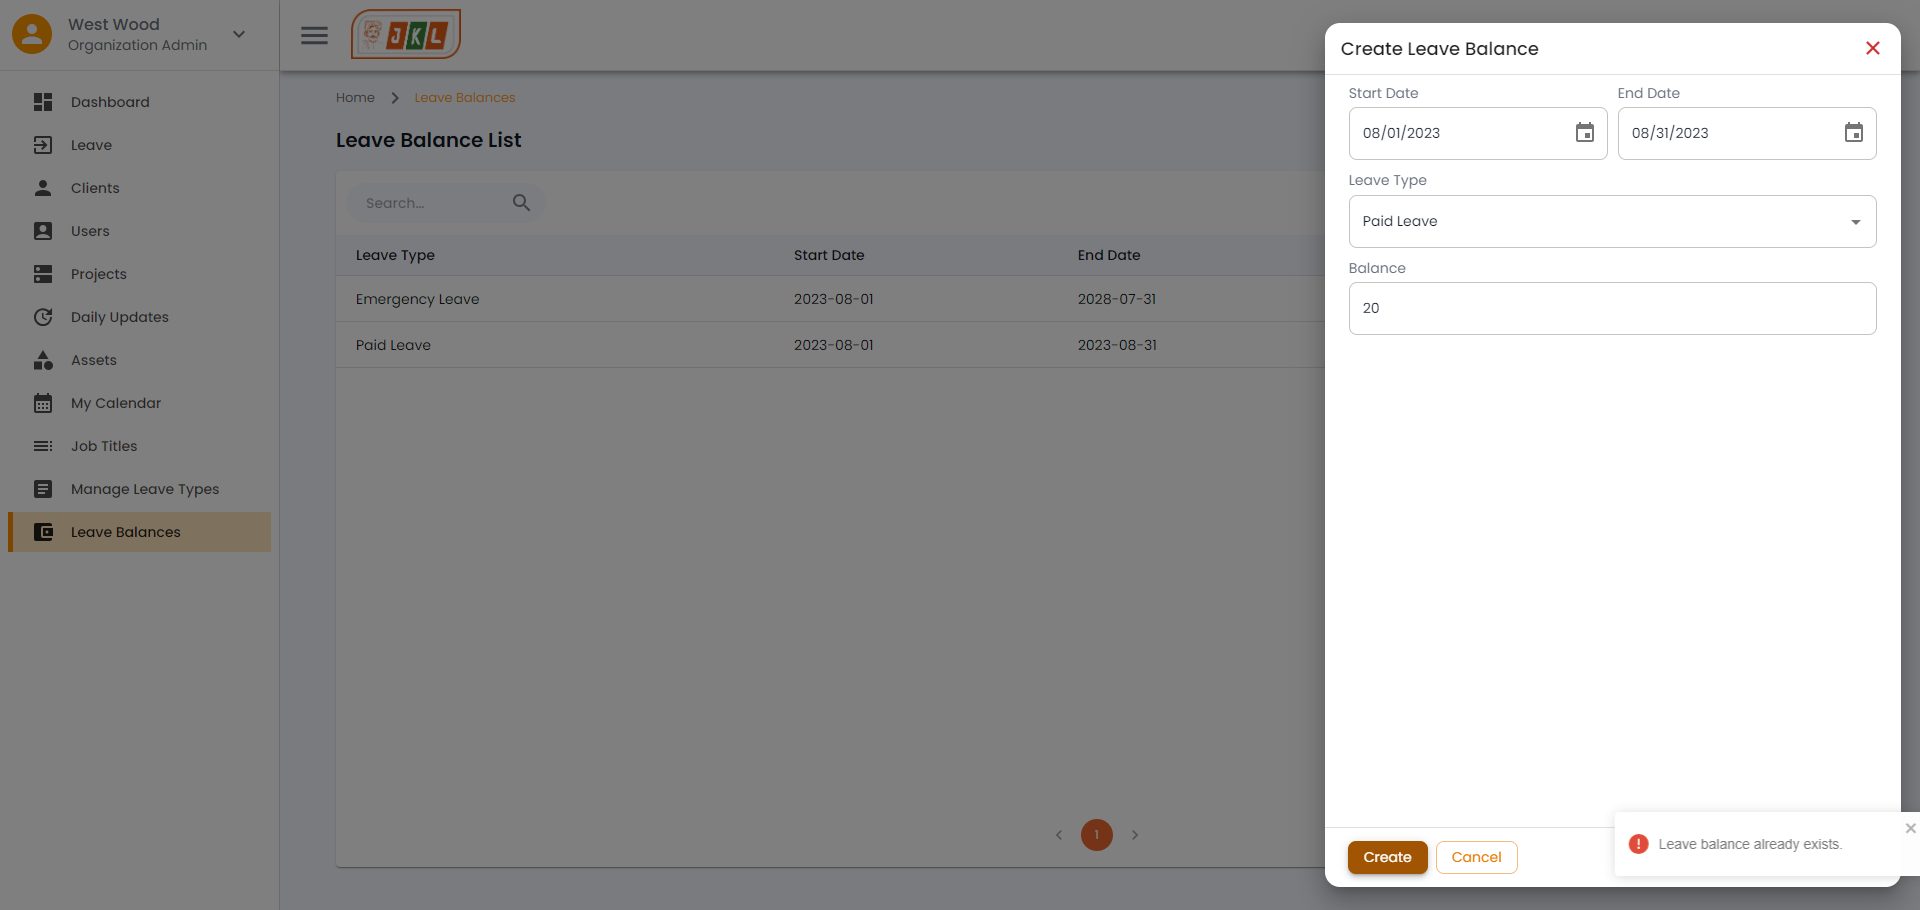 West Wood
Organization Admin
Dashboard
Leave
Clients
Users
Projects
Daily Updates
Assets
My Calendar
Job Titles
Manage Leave Types
Leave Balances
JKL
Home > Leave Balances
Leave Balance List
Search...
Leave Type Start Date End Date
Emergency Leave 2023-08-01 2028-07-31
Paid Leave 2023-08-01 2023-08-31
1
Create Leave Balance
Start Date End Date
08/01/2023 08/31/2023
Leave Type
Paid Leave
Balance
20
Create Cancel
Leave balance already exists.